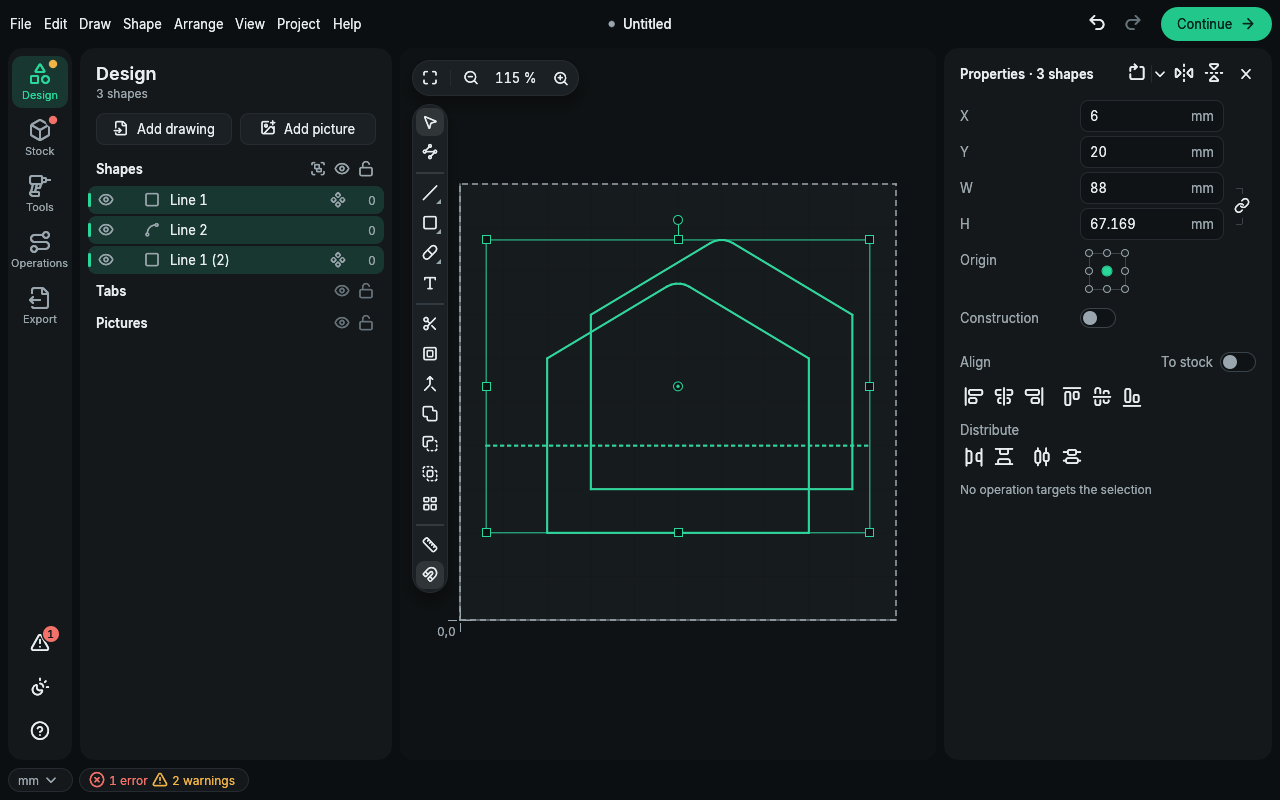 File Edit Draw Shape Arrange View Project Help
Untitled
Continue
Design
Stock
Tools
Operations
Export
1
Design
3 shapes
Add drawing
Add picture
Shapes
Line 1 0
Line 2 0
Line 1 (2) 0
Tabs
Pictures
115 %
0,0
Properties · 3 shapes
X 6 mm
Y 20 mm
W 88 mm
H 67.169 mm
Origin
Construction
Align To stock
Distribute
No operation targets the selection
mm
1 error 2 warnings